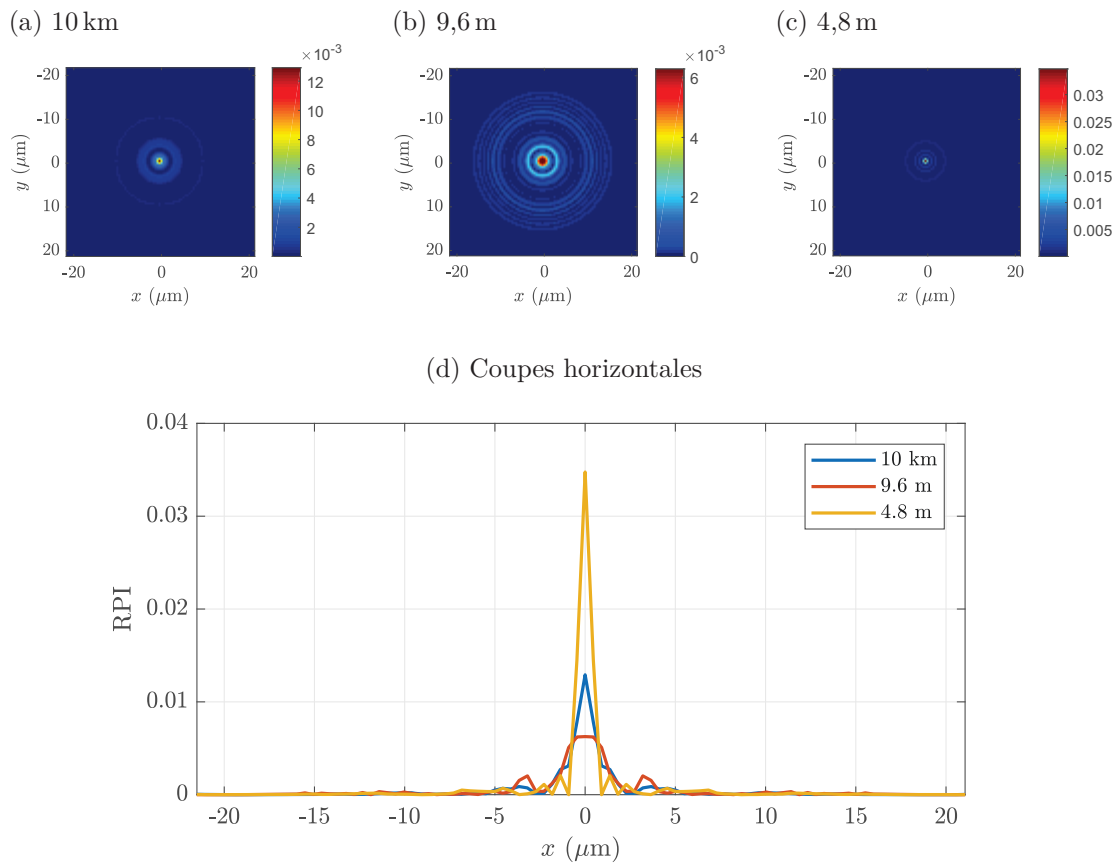 (a) 10 km (b) 9,6 m (c) 4,8 m
×10⁻³ ×10⁻³
-20 -10 0 10 20
y (μm)
-20 0 20
x (μm)
12 10 8 6 4 2
-20 -10 0 10 20
y (μm)
-20 0 20
x (μm)
6 4 2 0
-20 -10 0 10 20
y (μm)
-20 0 20
x (μm)
0.03 0.025 0.02 0.015 0.01 0.005
(d) Coupes horizontales
0.04
0.03
0.02
0.01
0
RPI
10 km
9.6 m
4.8 m
-20 -15 -10 -5 0 5 10 15 20
x (μm)